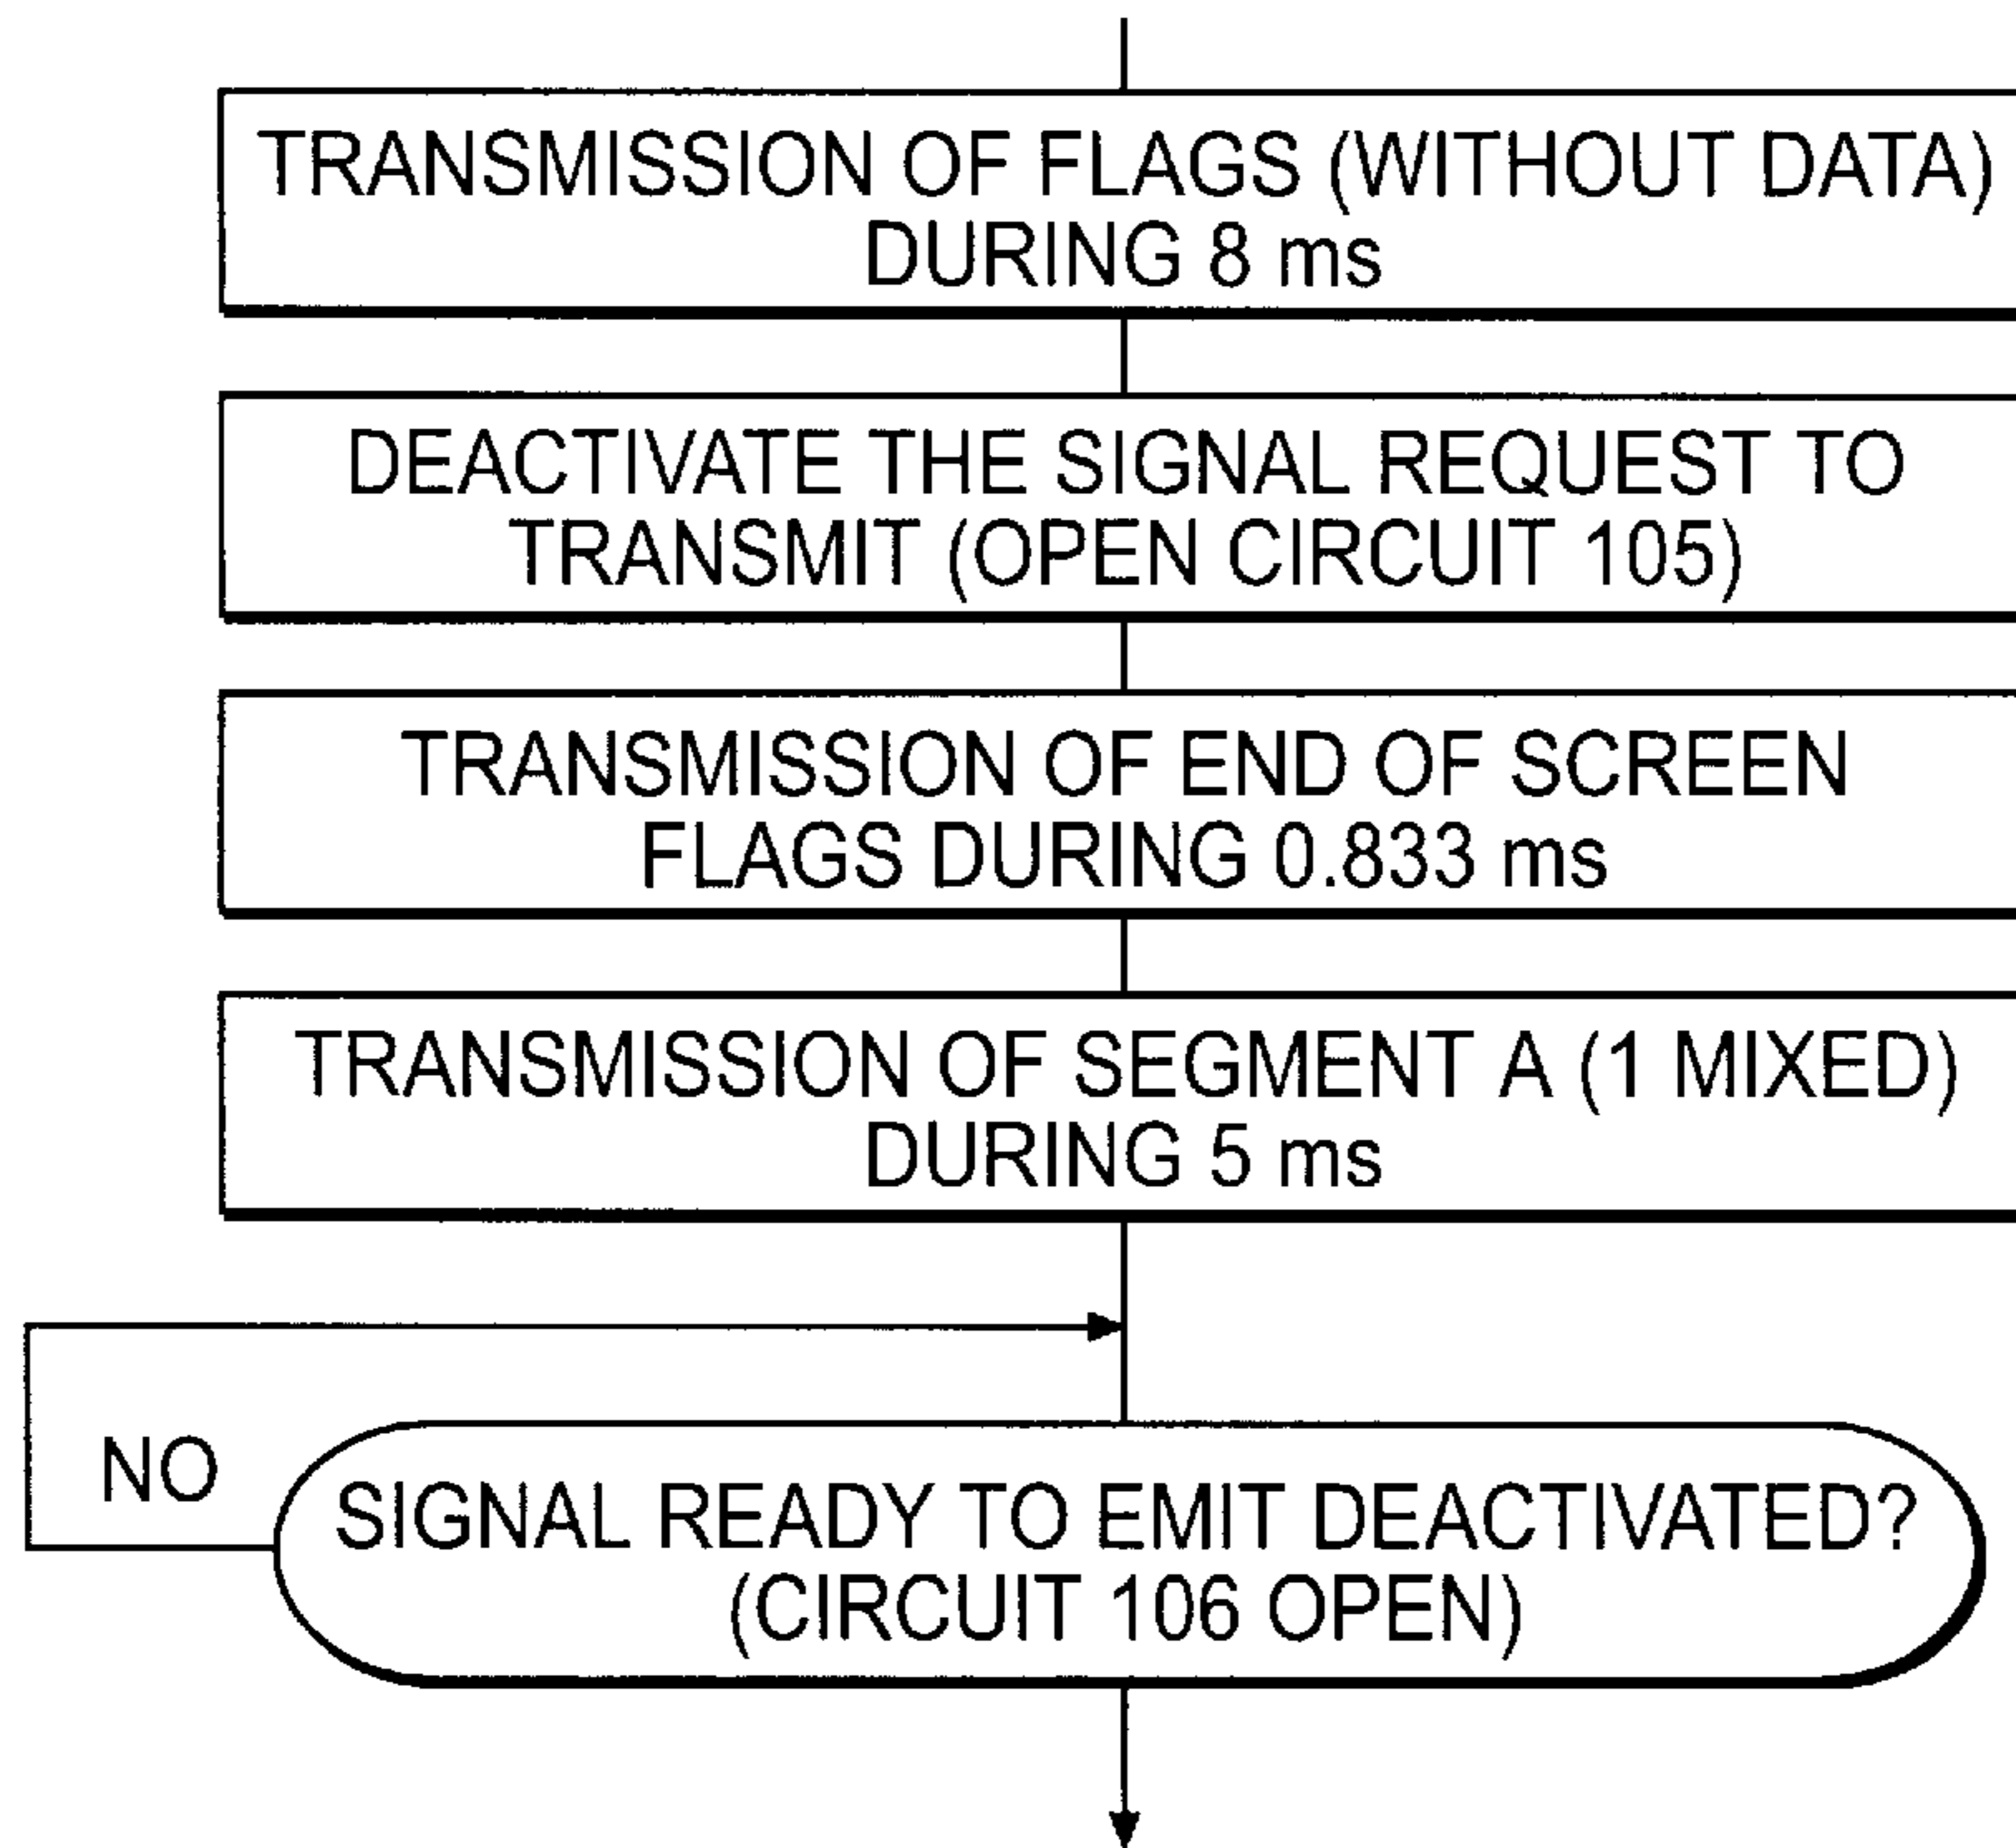 TRANSMISSION OF FLAGS (WITHOUT DATA)
DURING 8 ms
DEACTIVATE THE SIGNAL REQUEST TO
TRANSMIT (OPEN CIRCUIT 105)
TRANSMISSION OF END OF SCREEN
FLAGS DURING 0.833 ms
TRANSMISSION OF SEGMENT A (1 MIXED)
DURING 5 ms
NO
SIGNAL READY TO EMIT DEACTIVATED?
(CIRCUIT 106 OPEN)